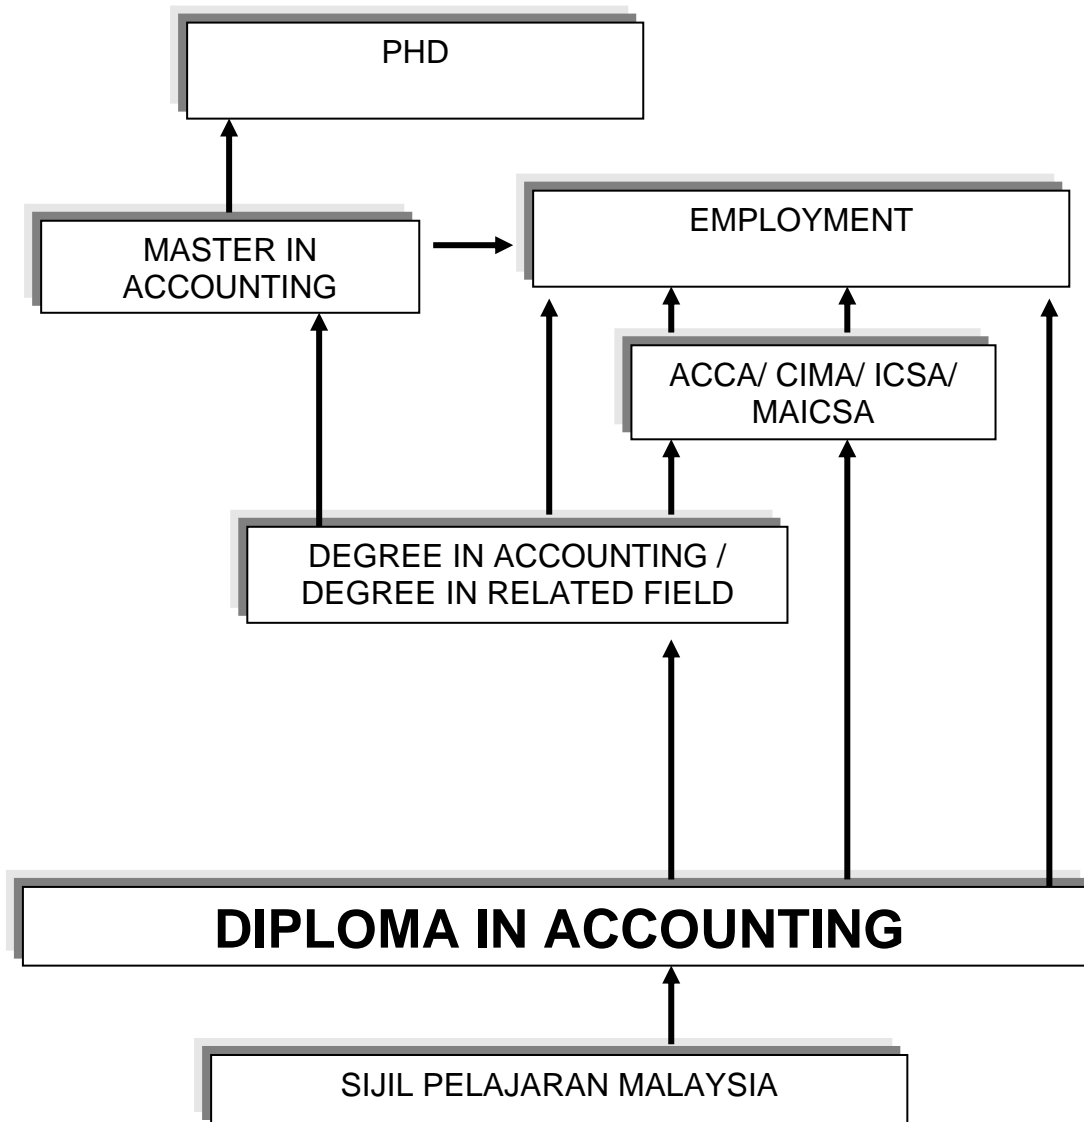 PHD
EMPLOYMENT
MASTER IN
ACCOUNTING
ACCA/ CIMA/ ICSA/
MAICSA
DEGREE IN ACCOUNTING /
DEGREE IN RELATED FIELD
DIPLOMA IN ACCOUNTING
SIJIL PELAJARAN MALAYSIA